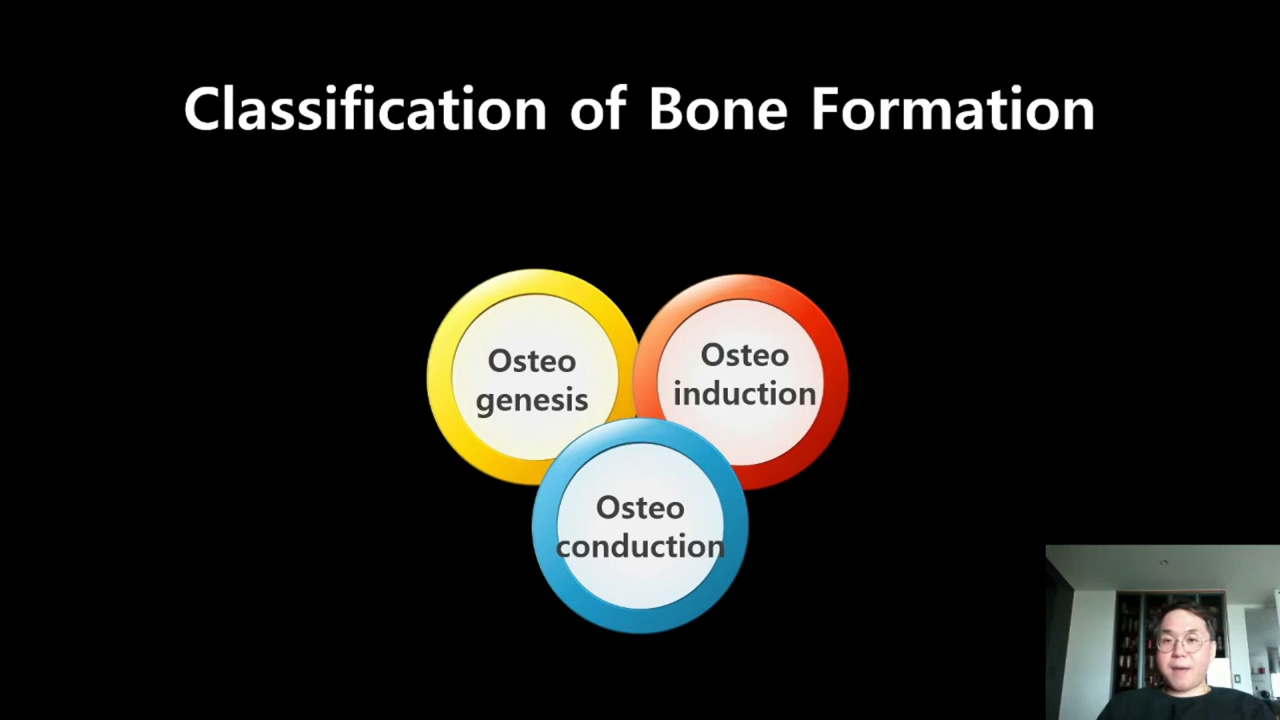 Classification of Bone Formation
Osteo
genesis
Osteo
induction
Osteo
conduction